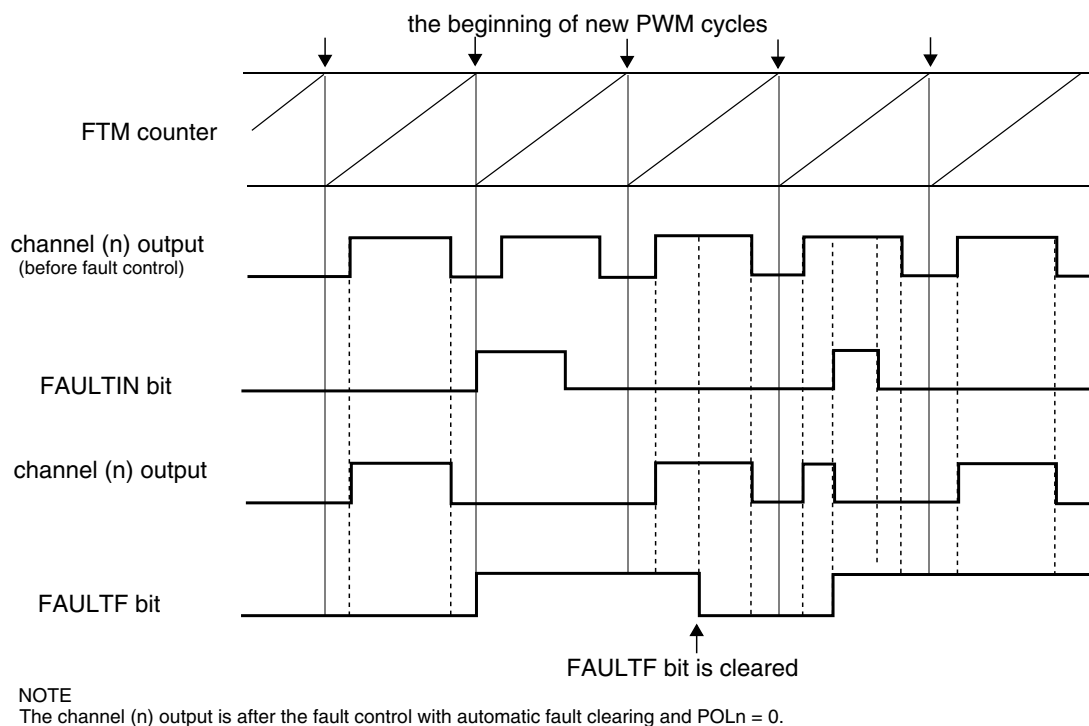 the beginning of new PWM cycles
FTM counter
channel (n) output
(before fault control)
FAULTIN bit
channel (n) output
FAULTF bit
FAULTF bit is cleared
NOTE
The channel (n) output is after the fault control with automatic fault clearing and POLn = 0.